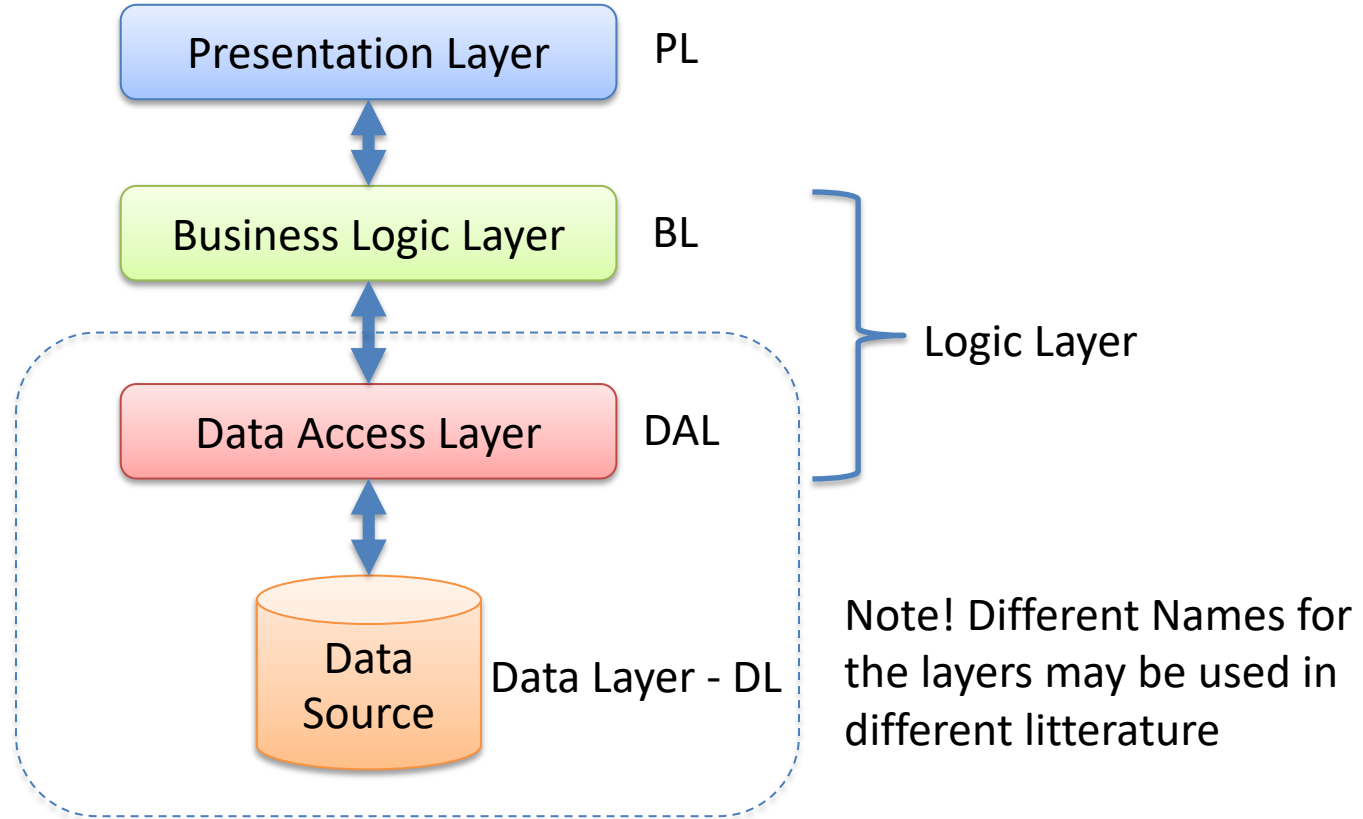 Presentation Layer
PL
Business Logic Layer
BL
Logic Layer
Data Access Layer
DAL
Data
Source
Data Layer - DL
Note! Different Names for
the layers may be used in
different litterature